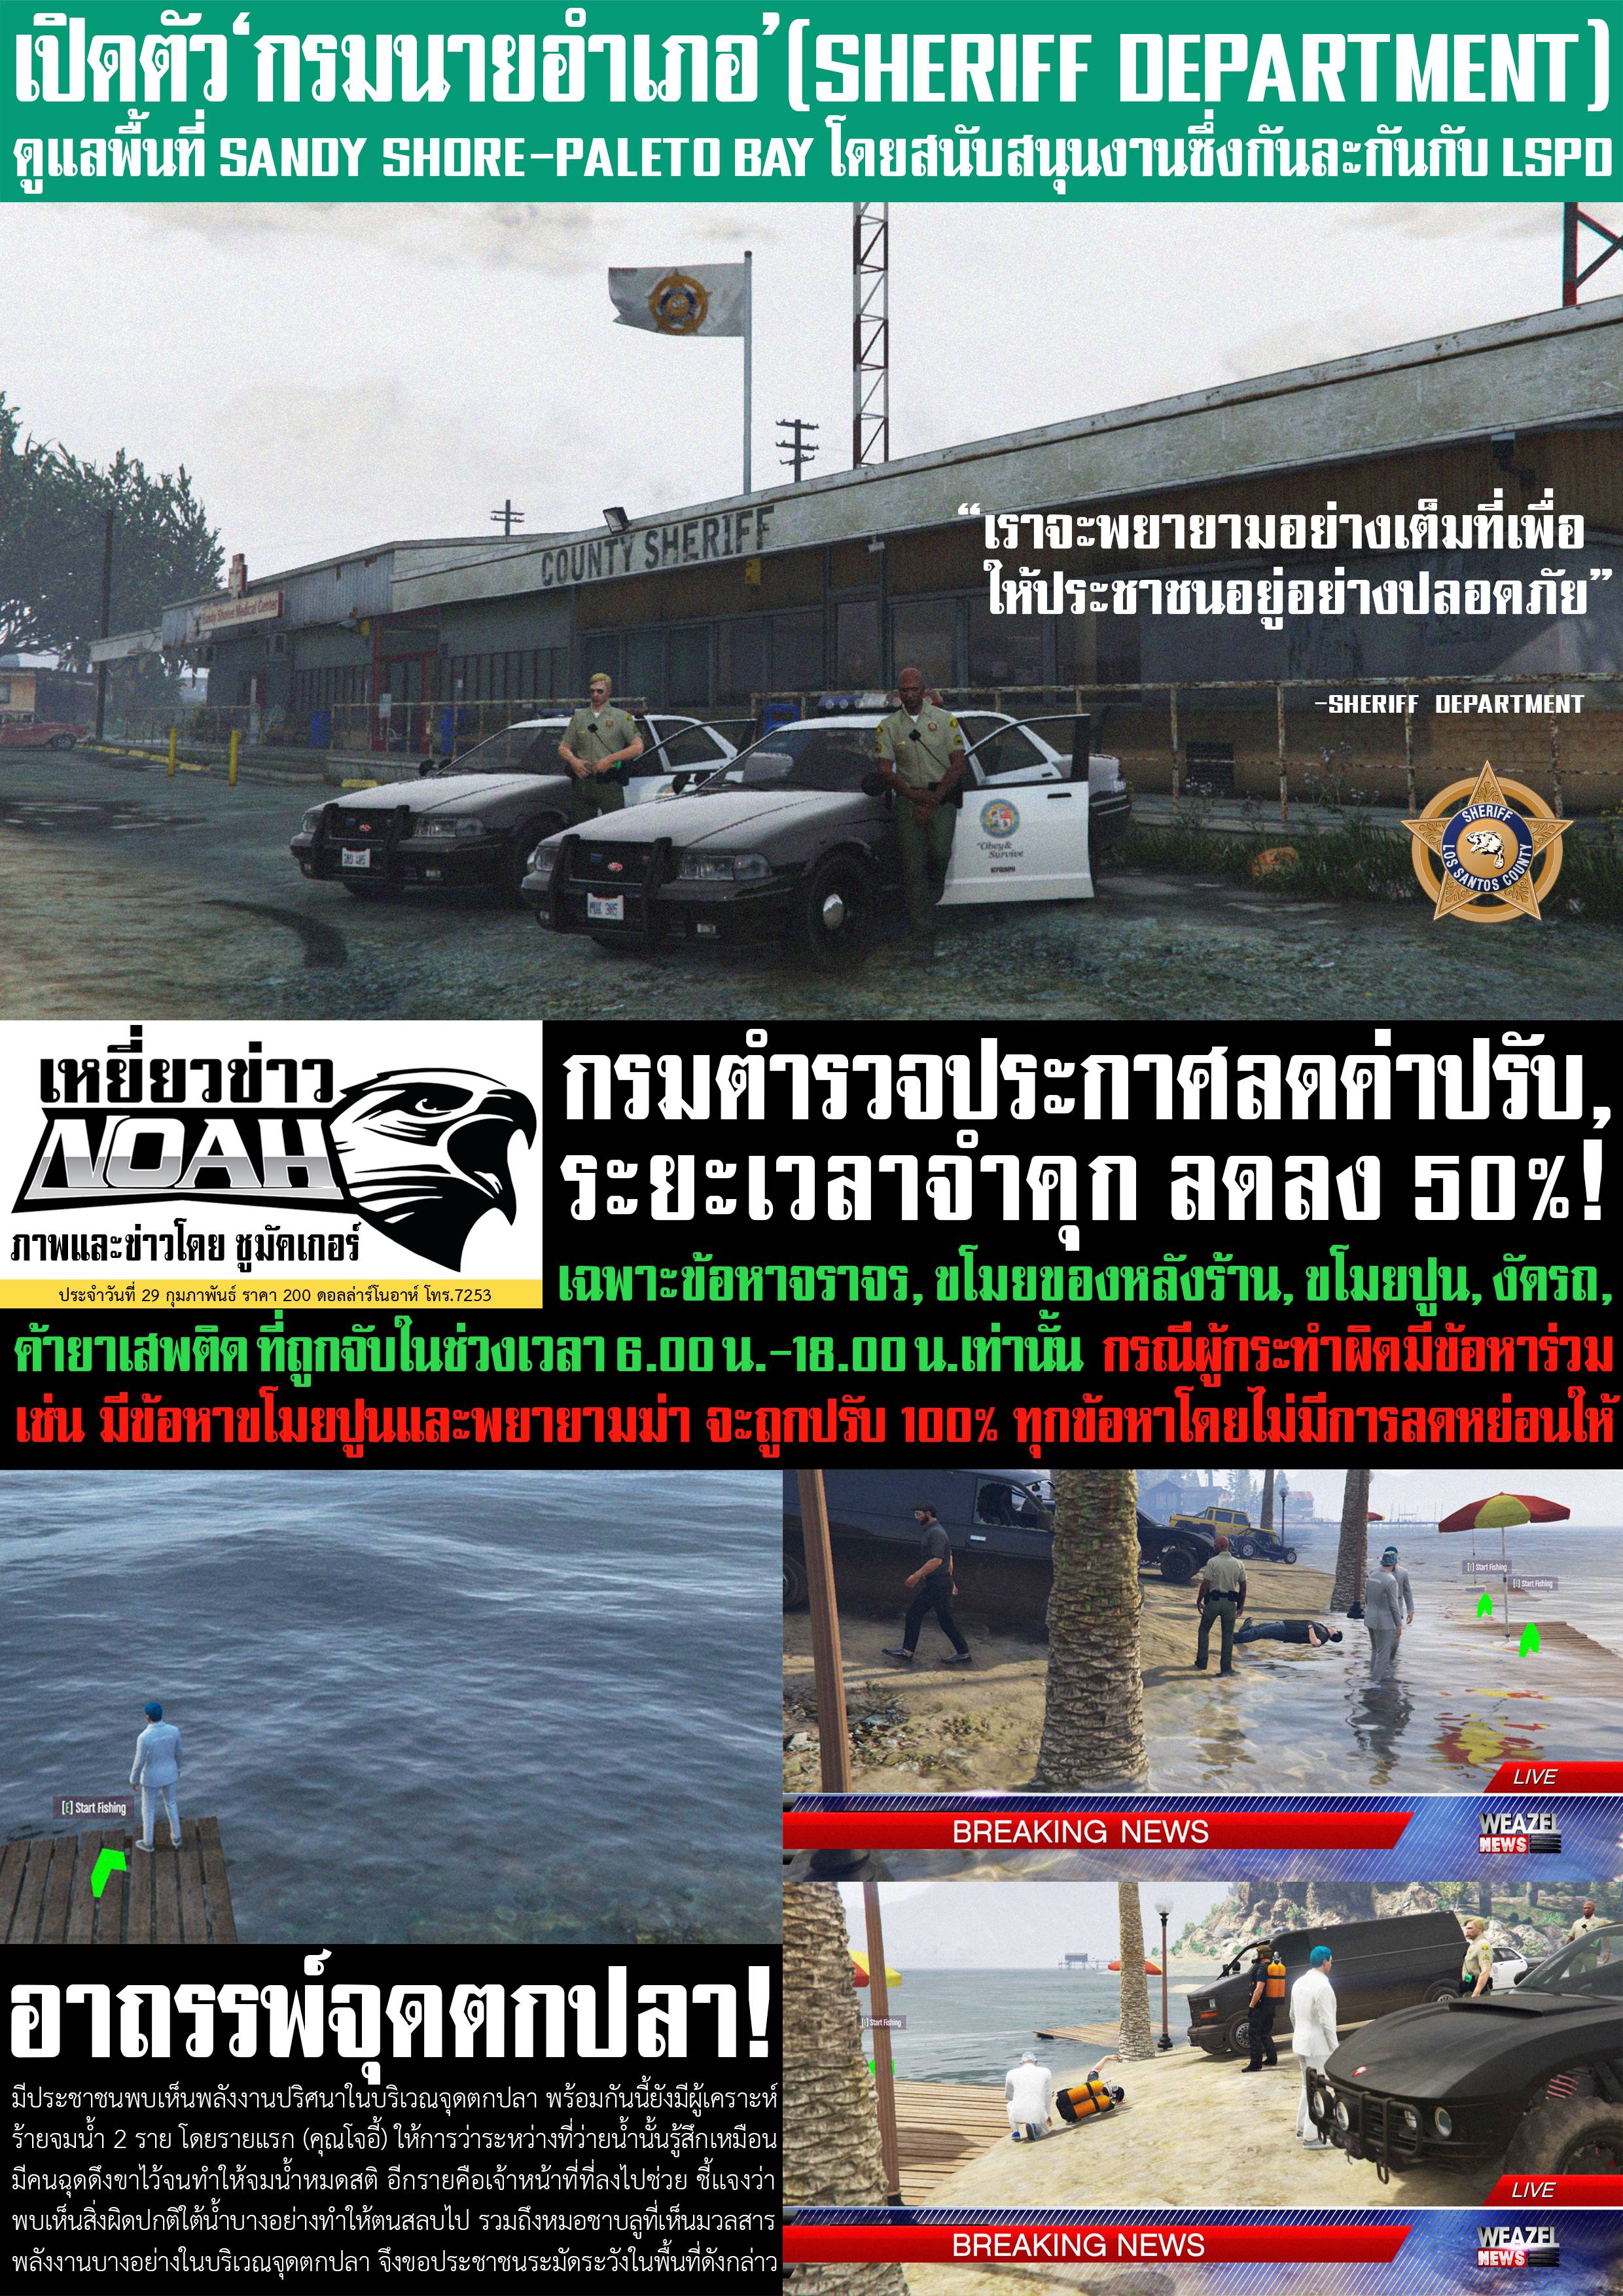 เปิดตัว‘กรมนายอำเภอ’(SHERIFF DEPARTMENT)
ดูแลพื้นที่ SANDY SHORE-PALETO BAY โดยสนับสนุนงานซึ่งกันละกันกับ LSPD
COUNTY SHERIFF
Sandy Shores Medical Center
“เราจะพยายามอย่างเต็มที่เพื่อ
ให้ประชาชนอยู่อย่างปลอดภัย”
-SHERIFF DEPARTMENT
"Obey &
Survive
SHERIFF
LOS SANTOS COUNTY
เหยี่ยวข่าว
NOAH
ภาพและข่าวโดย ชูมัคเกอร์
ประจำวันที่ 29 กุมภาพันธ์ ราคา 200 ดอลล่าร์โนอาห์ โทร.7253
กรมตำรวจประกาศลดค่าปรับ,
ระยะเวลาจำคุก ลดลง 50%!
เฉพาะข้อหาจราจร, ขโมยของหลังร้าน, ขโมยปูน, งัดรถ,
ค้ายาเสพติด ที่ถูกจับในช่วงเวลา 6.00 น.-18.00 น.เท่านั้น กรณีผู้กระทำผิดมีข้อหาร่วม
เช่น มีข้อหาขโมยปูนและพยายามฆ่า จะถูกปรับ 100% ทุกข้อหาโดยไม่มีการลดหย่อนให้
[E] Start Fishing
[E] Start Fishing
[E] Start Fishing
LIVE
BREAKING NEWS
WEAZEL
NEWS
อาถรรพ์จุดตกปลา!
มีประชาชนพบเห็นพลังงานปริศนาในบริเวณจุดตกปลา พร้อมกันนี้ยังมีผู้เคราะห์
ร้ายจมน้ำ 2 ราย โดยรายแรก (คุณโจอี้) ให้การว่าระหว่างที่ว่ายน้ำนั้นรู้สึกเหมือน
มีคนฉุดดึงขาไว้จนทำให้จมน้ำหมดสติ อีกรายคือเจ้าหน้าที่ที่ลงไปช่วย ชี้แจงว่า
พบเห็นสิ่งผิดปกติใต้น้ำบางอย่างทำให้ตนสลบไป รวมถึงหมอชาบลูที่เห็นมวลสาร
พลังงานบางอย่างในบริเวณจุดตกปลา จึงขอประชาชนระมัดระวังในพื้นที่ดังกล่าว
[E] Start Fishing
LIVE
BREAKING NEWS
WEAZEL
NEWS